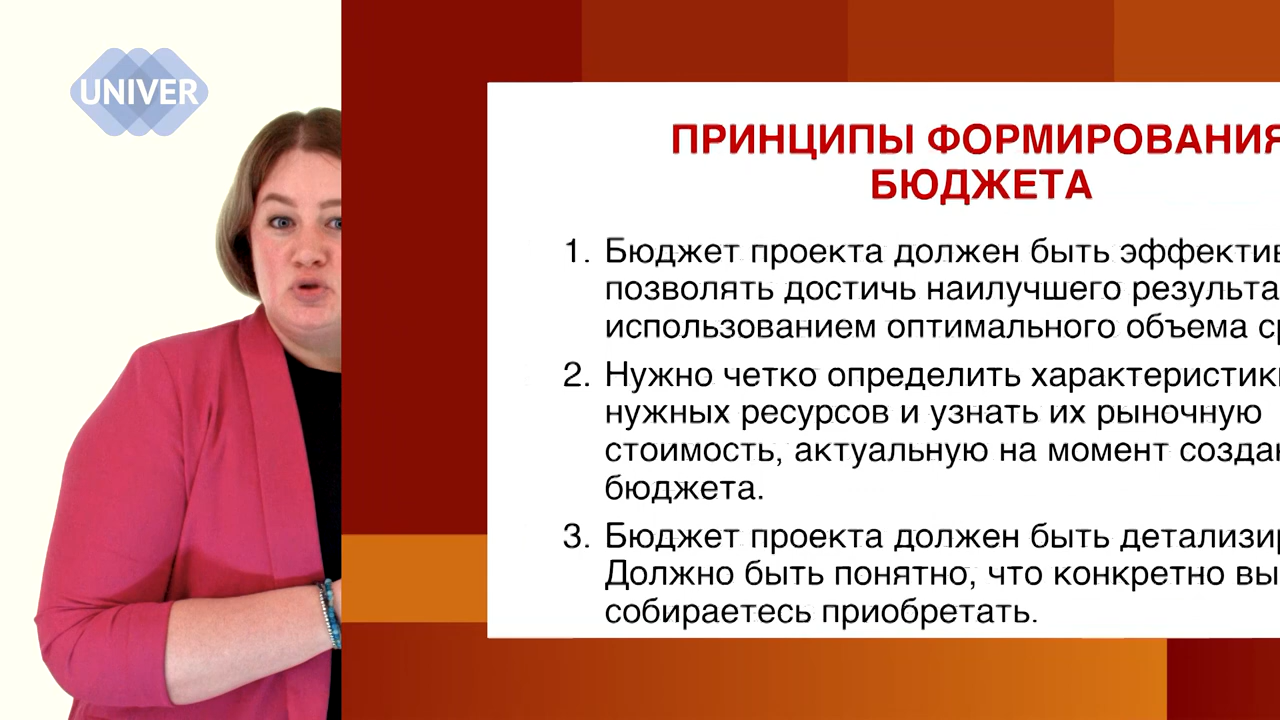 UNIVER
ПРИНЦИПЫ ФОРМИРОВАНИЯ
БЮДЖЕТА
1. Бюджет проекта должен быть
позволять достичь наилучшего
использованием оптимального объема
2. Нужно четко определить
нужных ресурсов и узнать их рыночную
стоимость, актуальную на момент
бюджета.
3. Бюджет проекта должен быть
Должно быть понятно, что конкретно вы
собираетесь приобретать.